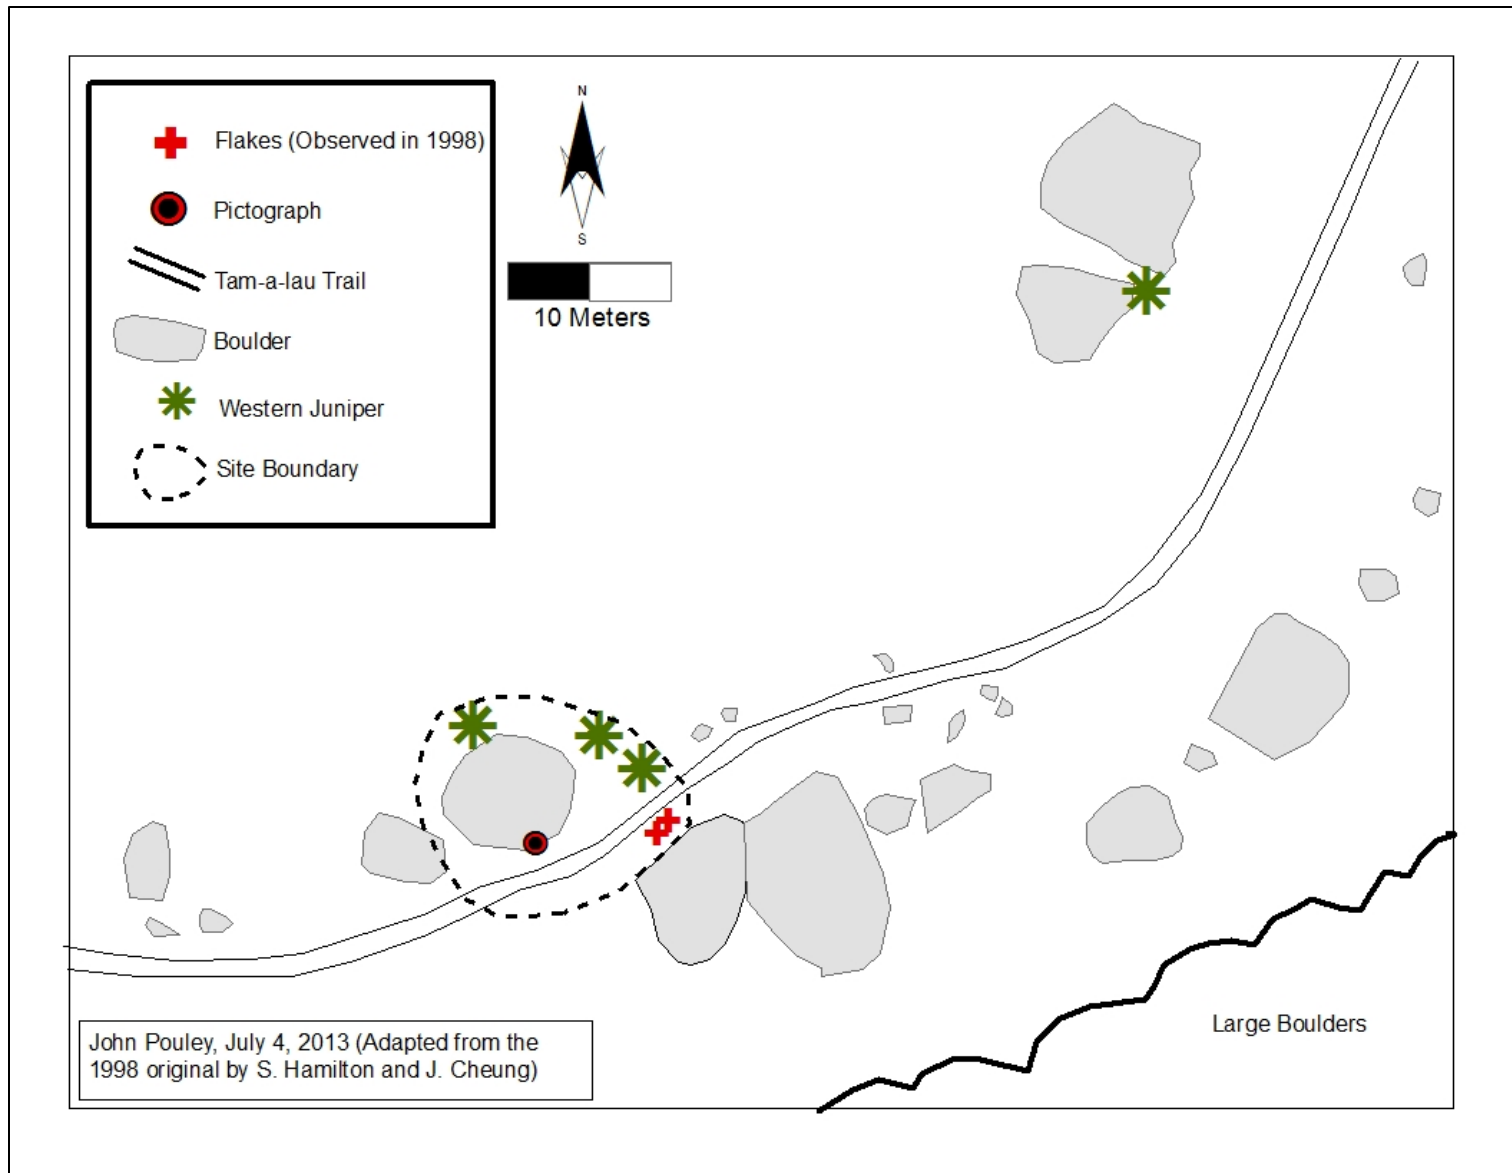 Flakes (Observed in 1998)
Pictograph
Tam-a-lau Trail
Boulder
Western Juniper
Site Boundary
N
S
10 Meters
Large Boulders
John Pouley, July 4, 2013 (Adapted from the
1998 original by S. Hamilton and J. Cheung)